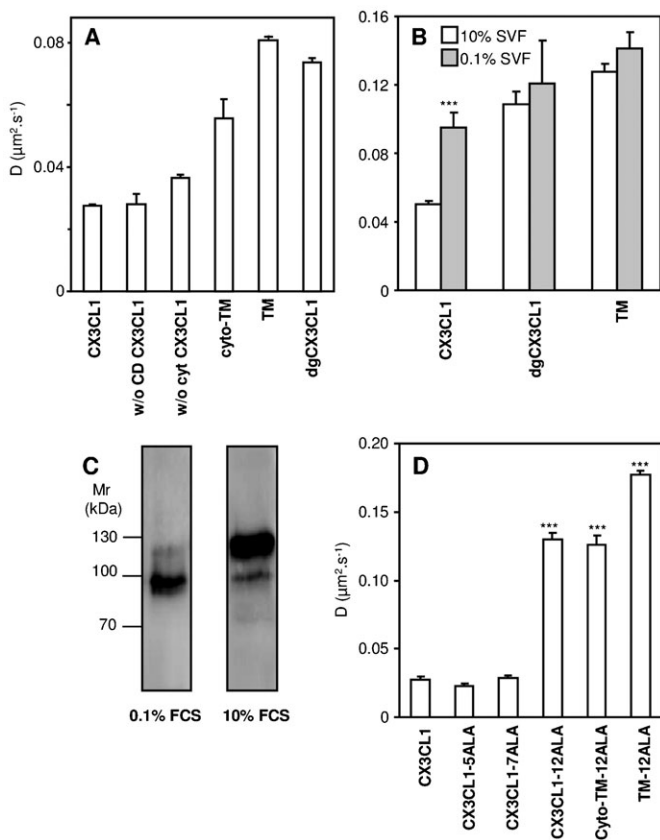 A
D (µm².s⁻¹)
0.08
0.04
0
CX3CL1
w/o CD CX3CL1
w/o cyt CX3CL1
cyto-TM
TM
dgCX3CL1
B
10% SVF
0.1% SVF
0.16
0.12
0.08
0.04
0
***
CX3CL1
dgCX3CL1
TM
C
Mr
(kDa)
130
100
70
0.1% FCS
10% FCS
D
D (µm².s⁻¹)
0.20
0.15
0.10
0.05
0
***
***
***
CX3CL1
CX3CL1-5ALA
CX3CL1-7ALA
CX3CL1-12ALA
Cyto-TM-12ALA
TM-12ALA